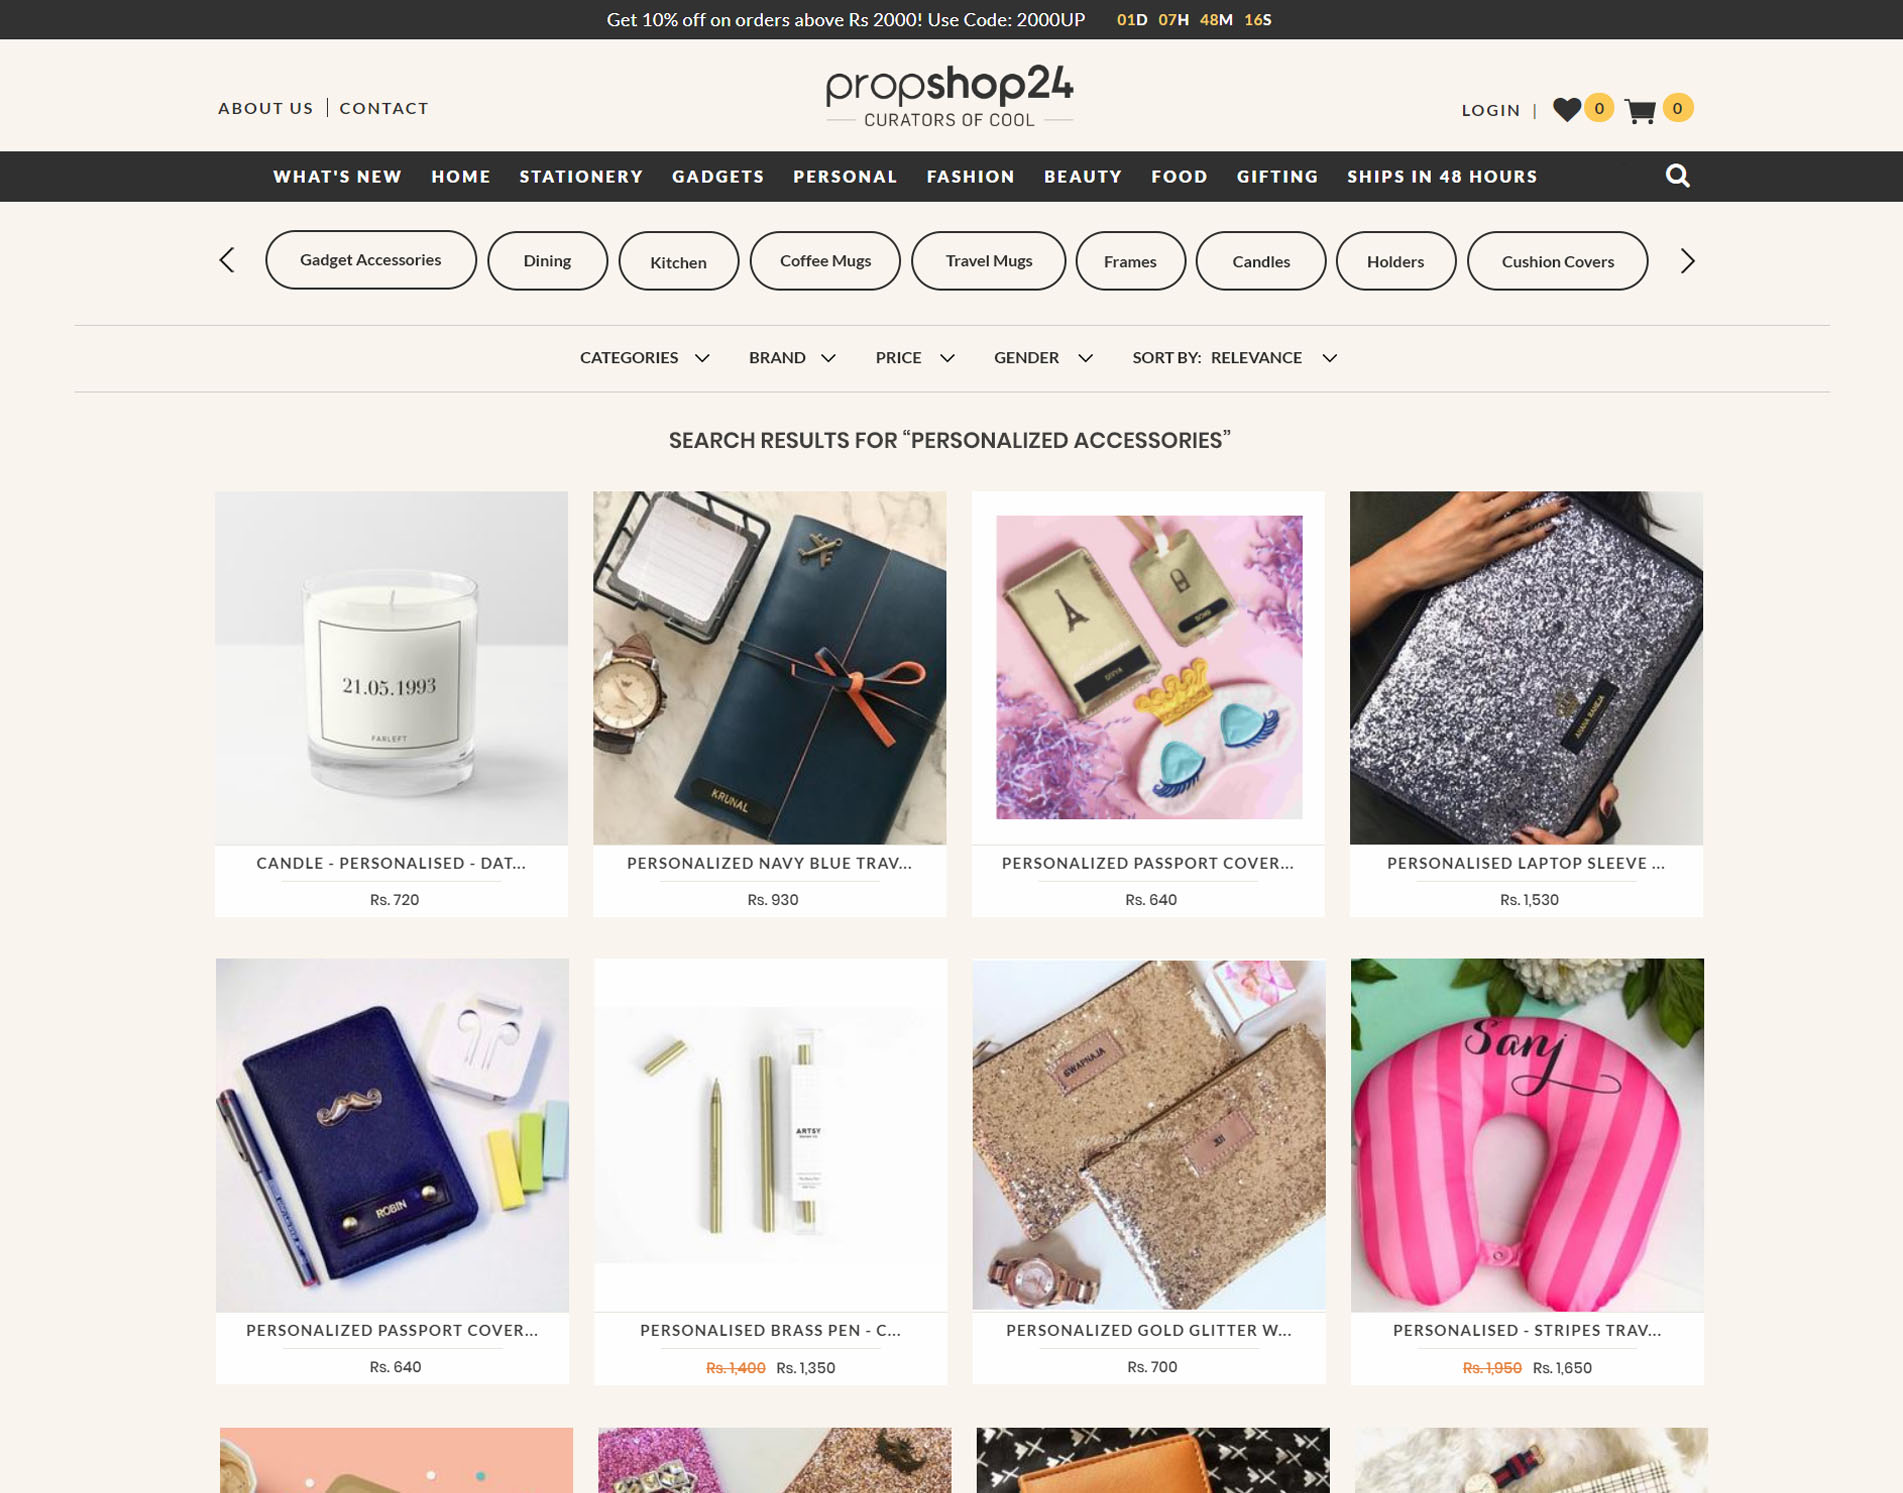 Get 10% off on orders above Rs 2000! Use Code: 2000UP 01D 07H 48M 16S
ABOUT US | CONTACT
propshop24
CURATORS OF COOL
LOGIN | 0 0
WHAT'S NEW HOME STATIONERY GADGETS PERSONAL FASHION BEAUTY FOOD GIFTING SHIPS IN 48 HOURS
Gadget Accessories Dining Kitchen Coffee Mugs Travel Mugs Frames Candles Holders Cushion Covers
CATEGORIES BRAND PRICE GENDER SORT BY: RELEVANCE
SEARCH RESULTS FOR “PERSONALIZED ACCESSORIES”
21.05.1993
FARLEFT
KRUNAL
DIVYA
CANDLE - PERSONALISED - DAT... PERSONALIZED NAVY BLUE TRAV... PERSONALIZED PASSPORT COVER... PERSONALISED LAPTOP SLEEVE ...
Rs. 720 Rs. 930 Rs. 640 Rs. 1,530
ROBIN
ARTSY
SWAPNAJA
Sanj
PERSONALIZED PASSPORT COVER... PERSONALISED BRASS PEN - C... PERSONALIZED GOLD GLITTER W... PERSONALISED - STRIPES TRAV...
Rs. 640 Rs. 1,400 Rs. 1,350 Rs. 700 Rs. 1,950 Rs. 1,650